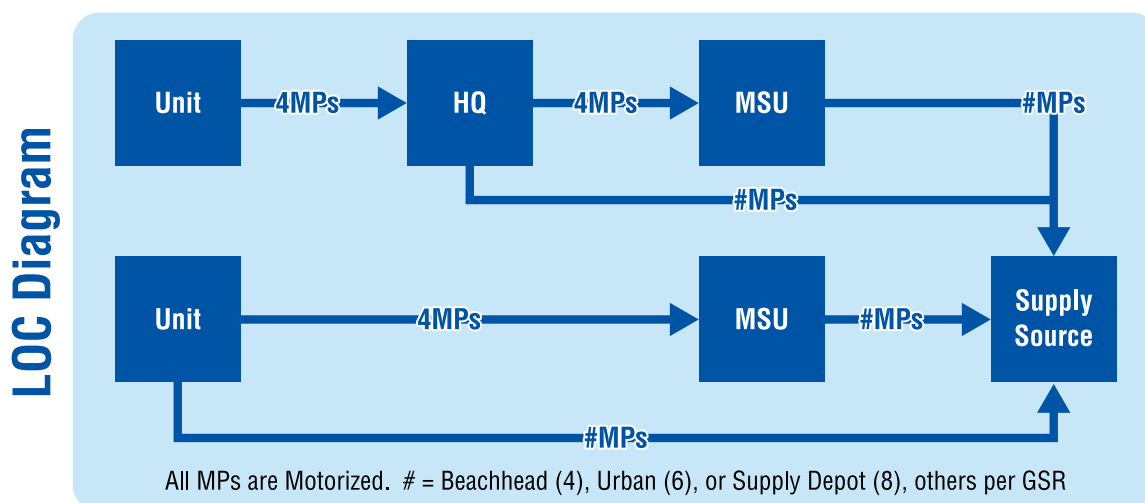 LOC Diagram
Unit
4MPs
HQ
4MPs
MSU
#MPs
#MPs
Unit
4MPs
MSU
#MPs
Supply
Source
#MPs
All MPs are Motorized. # = Beachhead (4), Urban (6), or Supply Depot (8), others per GSR